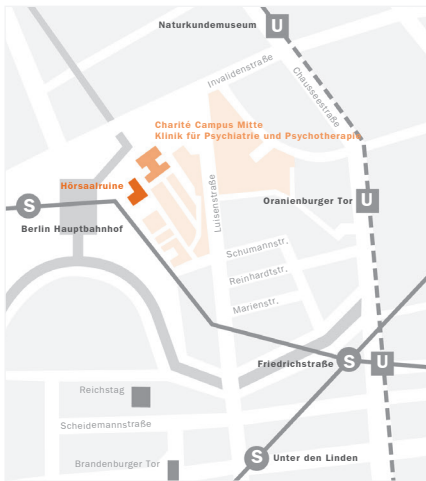 Naturkundemuseum
U
Invalidenstraße
Chausseestraße
Charité Campus Mitte
Klinik für Psychiatrie und Psychotherapie
Hörsaalruine
S
Berlin Hauptbahnhof
Luisenstraße
Oranienburger Tor
U
Schumannstr.
Reinhardtstr.
Marienstr.
Friedrichstraße
S
U
Reichstag
Scheidemannstraße
Brandenburger Tor
S
Unter den Linden